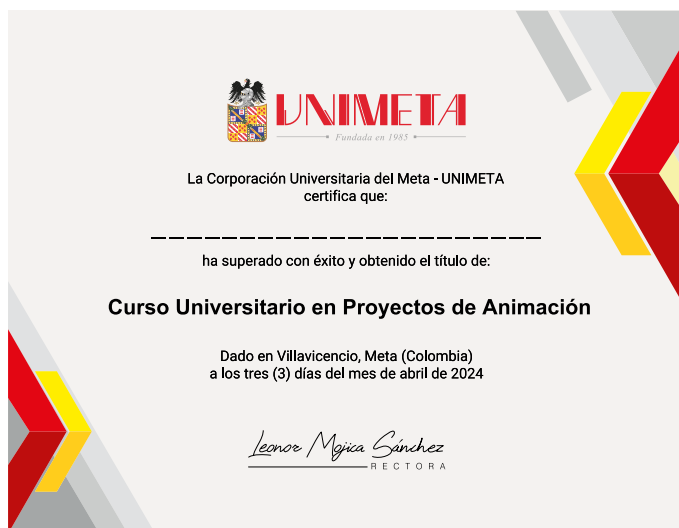 UNIMETA
Fundada en 1985
La Corporación Universitaria del Meta - UNIMETA
certifica que:
ha superado con éxito y obtenido el título de:
Curso Universitario en Proyectos de Animación
Dado en Villavicencio, Meta (Colombia)
a los tres (3) días del mes de abril de 2024
Leonor Mojica Sánchez
RECTORA